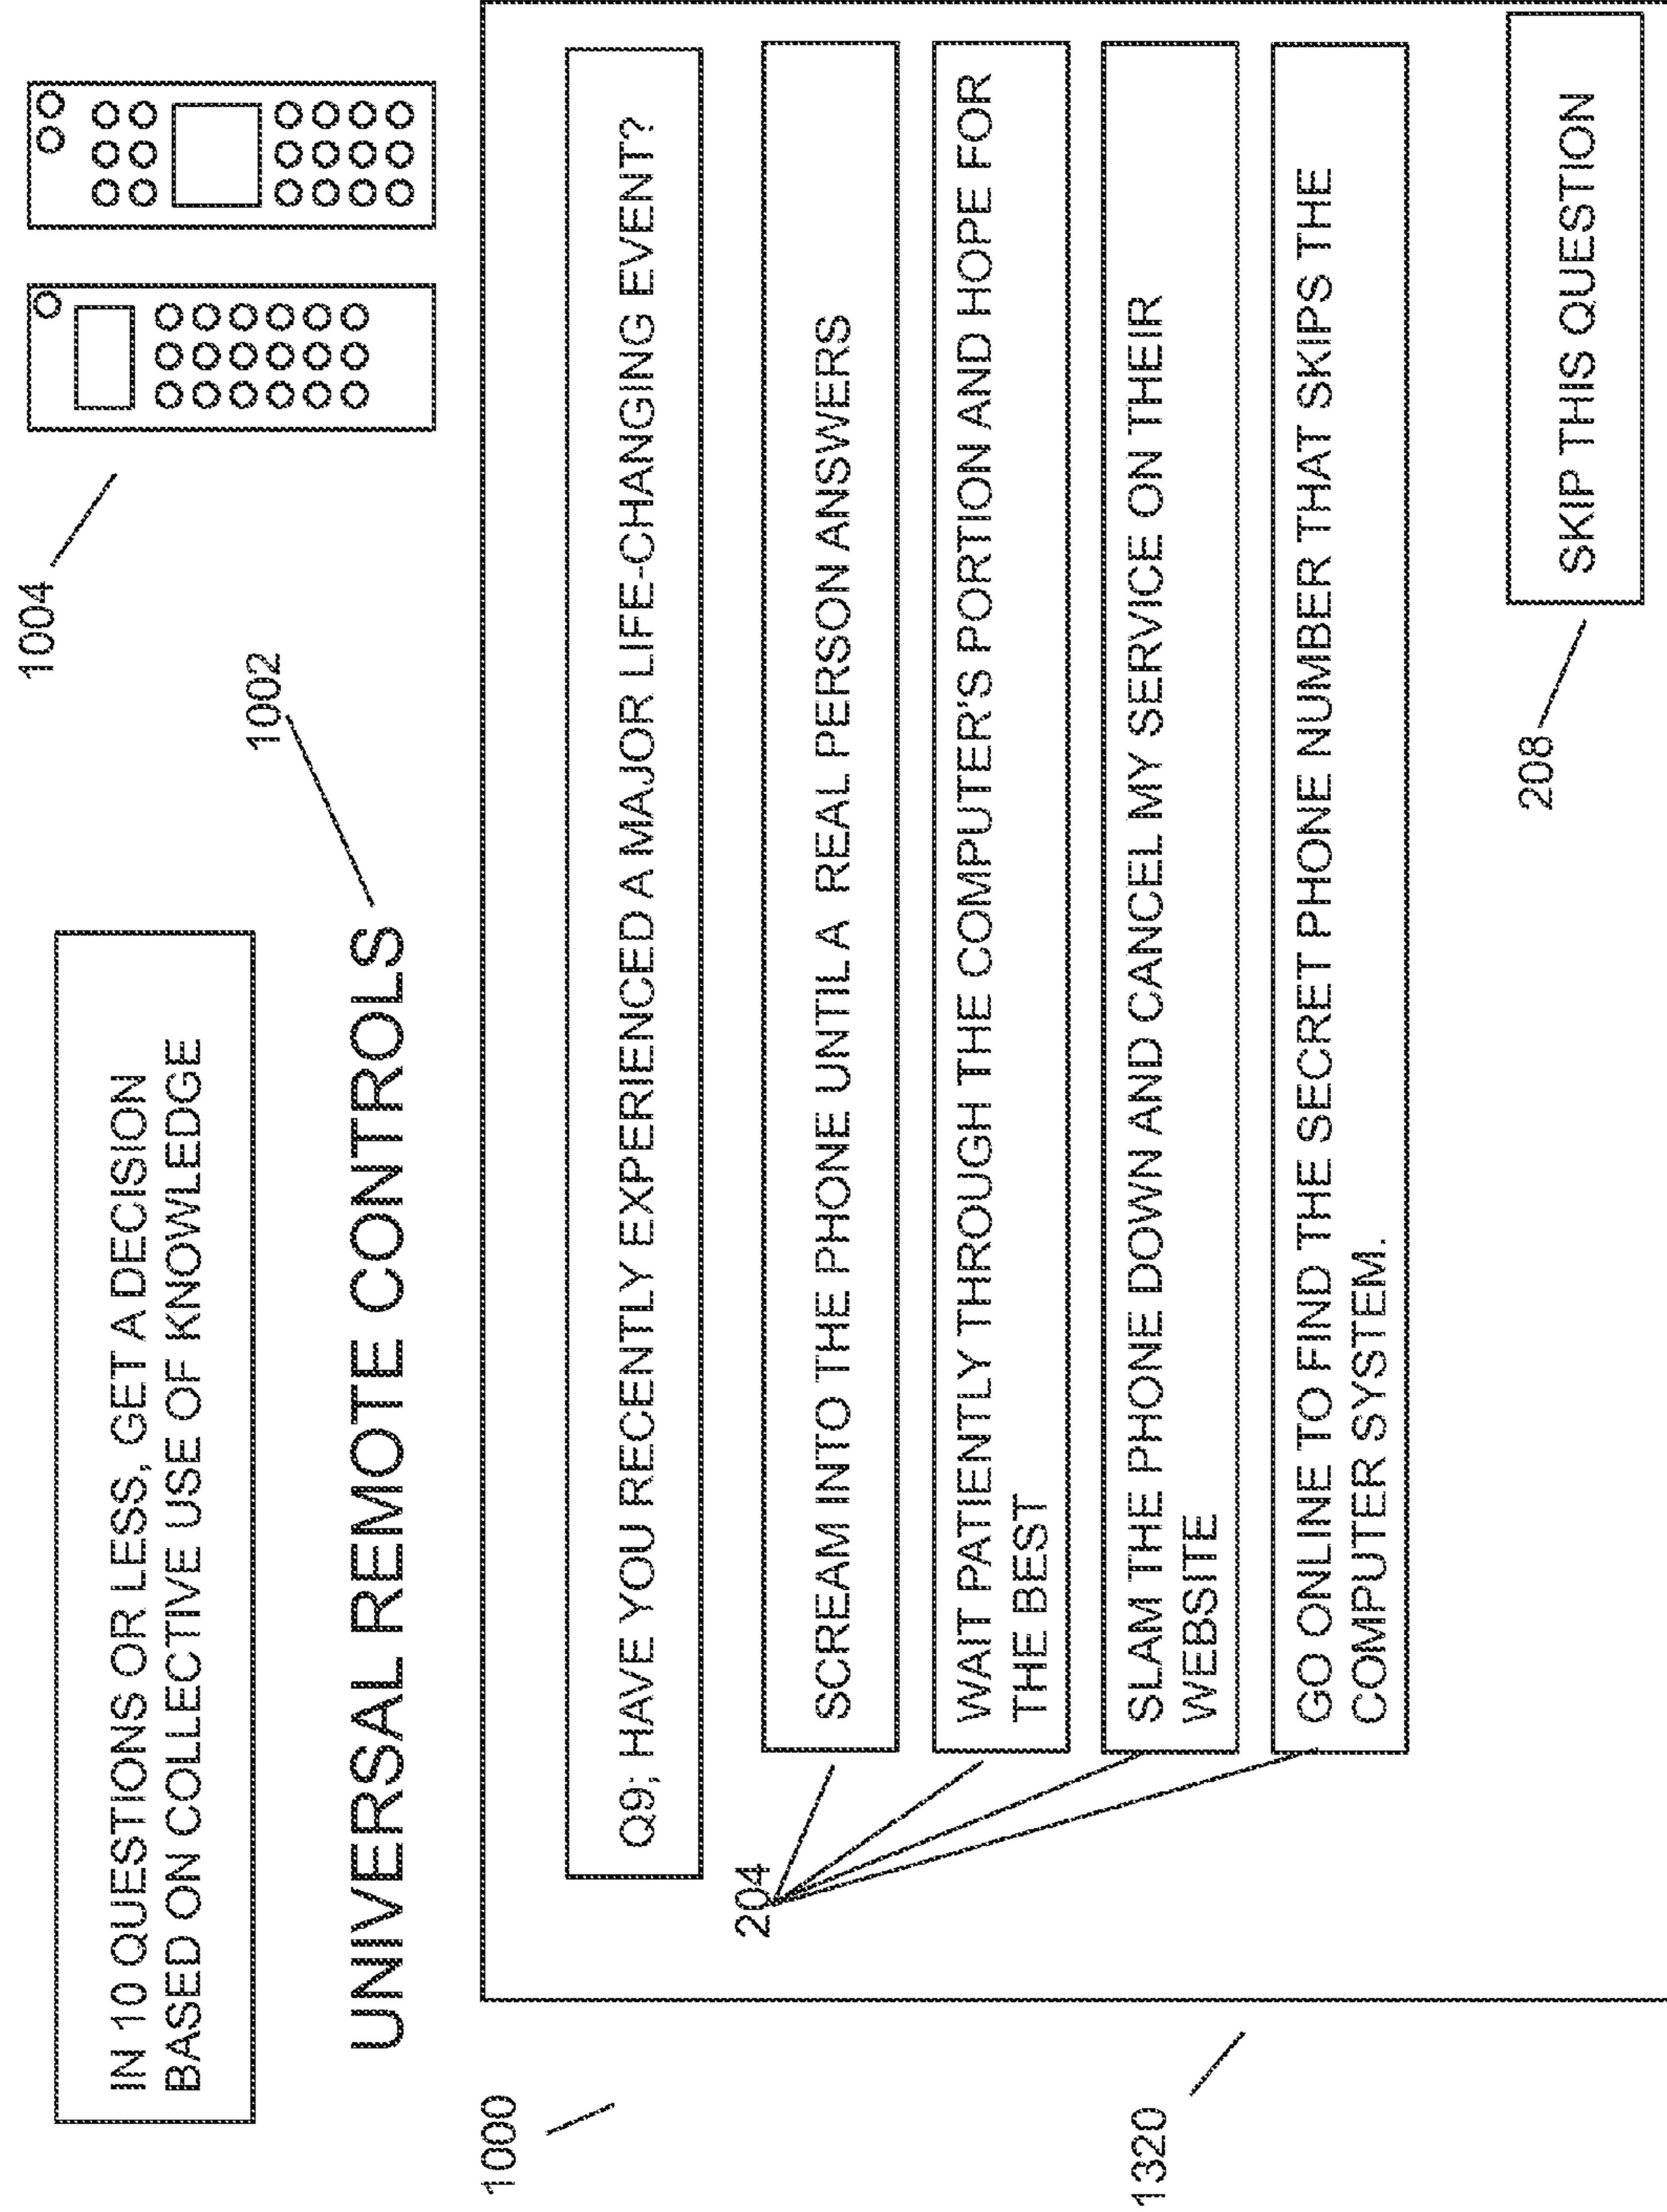 IN 10 QUESTIONS OR LESS, GET A DECISION
BASED ON COLLECTIVE USE OF KNOWLEDGE
1004
UNIVERSAL REMOTE CONTROLS
1002
1000
Q9; HAVE YOU RECENTLY EXPERIENCED A MAJOR LIFE-CHANGING EVENT?
204
SCREAM INTO THE PHONE UNTIL A REAL PERSON ANSWERS
WAIT PATIENTLY THROUGH THE COMPUTER'S PORTION AND HOPE FOR
THE BEST
SLAM THE PHONE DOWN AND CANCEL MY SERVICE ON THEIR
WEBSITE
GO ONLINE TO FIND THE SECRET PHONE NUMBER THAT SKIPS THE
COMPUTER SYSTEM.
1320
208
SKIP THIS QUESTION